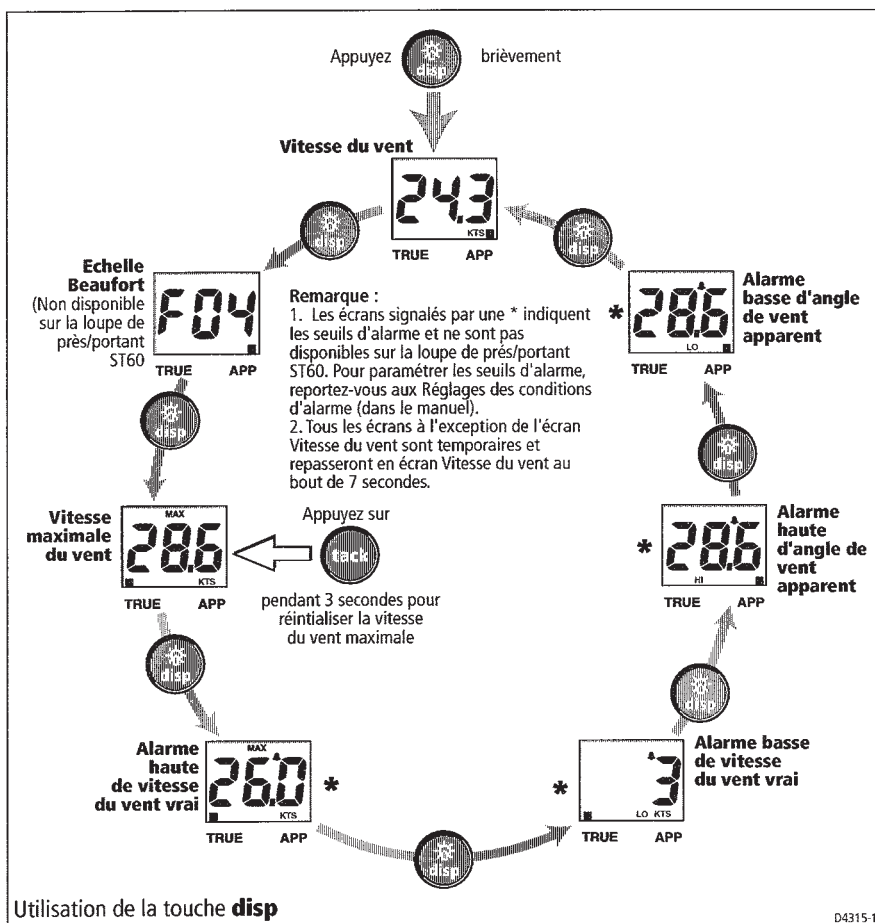 Appuyez disp brièvement
Vitesse du vent
24.3
KTS
TRUE APP
disp
disp
Echelle
Beaufort
(Non disponible
sur la loupe de
près/portant
ST60
F04
TRUE APP
Remarque :
1. Les écrans signalés par une * indiquent
les seuils d'alarme et ne sont pas
disponibles sur la loupe de prés/portant
ST60. Pour paramétrer les seuils d'alarme,
reportez-vous aux Réglages des conditions
d'alarme (dans le manuel).
2. Tous les écrans à l'exception de l'écran
Vitesse du vent sont temporaires et
repasseront en écran Vitesse du vent au
bout de 7 secondes.
*
28.6
LO
TRUE APP
Alarme
basse d'angle
de vent
apparent
disp
disp
Vitesse
maximale
du vent
MAX
28.6
KTS
TRUE APP
Appuyez sur
tack
pendant 3 secondes pour
réintialiser la vitesse
du vent maximale
*
28.6
HI
TRUE APP
Alarme
haute
d'angle de
vent
apparent
disp
disp
Alarme
haute
de vitesse
du vent vrai
MAX
26.0
KTS
*
TRUE APP
disp
*
3
LO KTS
TRUE APP
Alarme basse
de vitesse
du vent vrai
Utilisation de la touche disp
D4315-1